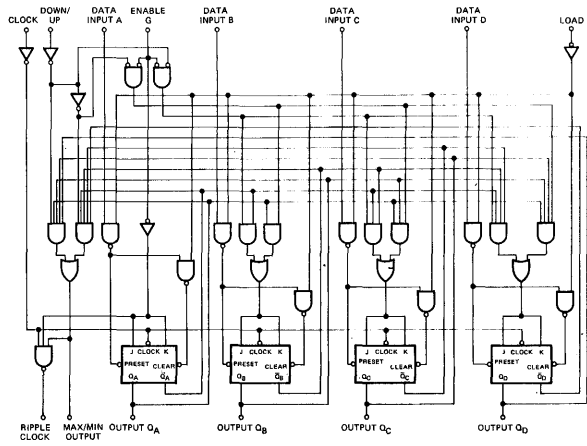 CLOCK
DOWN/
UP
DATA
INPUT A
ENABLE
G
DATA
INPUT B
DATA
INPUT C
DATA
INPUT D
LOAD
J CLOCK K
PRESET
CLEAR
QA
Q̅A
J CLOCK K
PRESET
CLEAR
QB
Q̅B
J CLOCK K
PRESET
CLEAR
QC
Q̅C
J CLOCK K
PRESET
CLEAR
QD
Q̅D
RIPPLE
CLOCK
MAX/MIN
OUTPUT
OUTPUT QA
OUTPUT QB
OUTPUT QC
OUTPUT QD